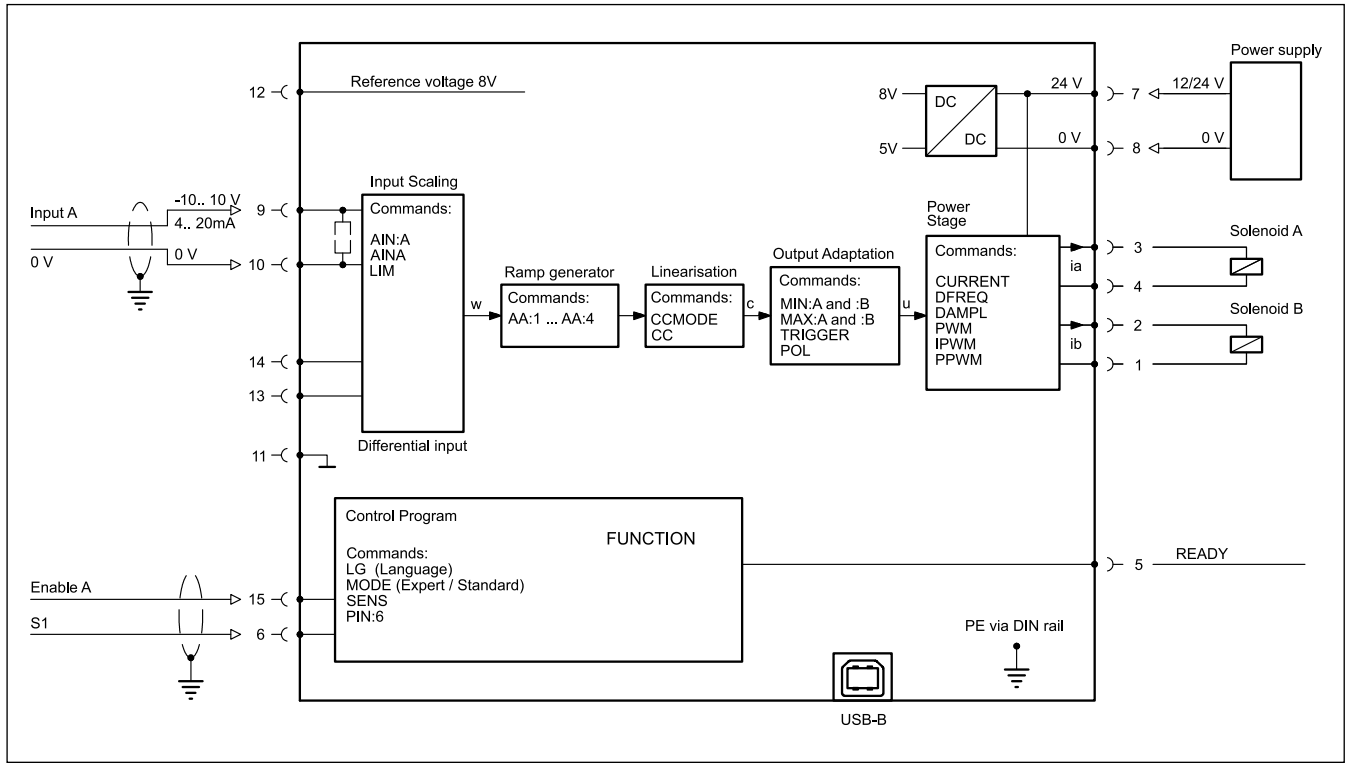 Power supply
12
Reference voltage 8V
8V
DC
DC
5V
24 V
7
12/24 V
0 V
8
0 V
Input A
-10.. 10 V
4.. 20mA
9
0 V
0 V
10
Input Scaling
Commands:
AIN:A
AINA
LIM
14
13
Differential input
11
w
Ramp generator
Commands:
AA:1 ... AA:4
Linearisation
Commands:
CCMODE
CC
c
Output Adaptation
Commands:
MIN:A and :B
MAX:A and :B
TRIGGER
POL
u
Power
Stage
Commands:
CURRENT
DFREQ
DAMPL
PWM
IPWM
PPWM
ia
3
4
Solenoid A
ib
2
1
Solenoid B
Control Program
FUNCTION
Commands:
LG (Language)
MODE (Expert / Standard)
SENS
PIN:6
Enable A
15
S1
6
5
READY
PE via DIN rail
USB-B